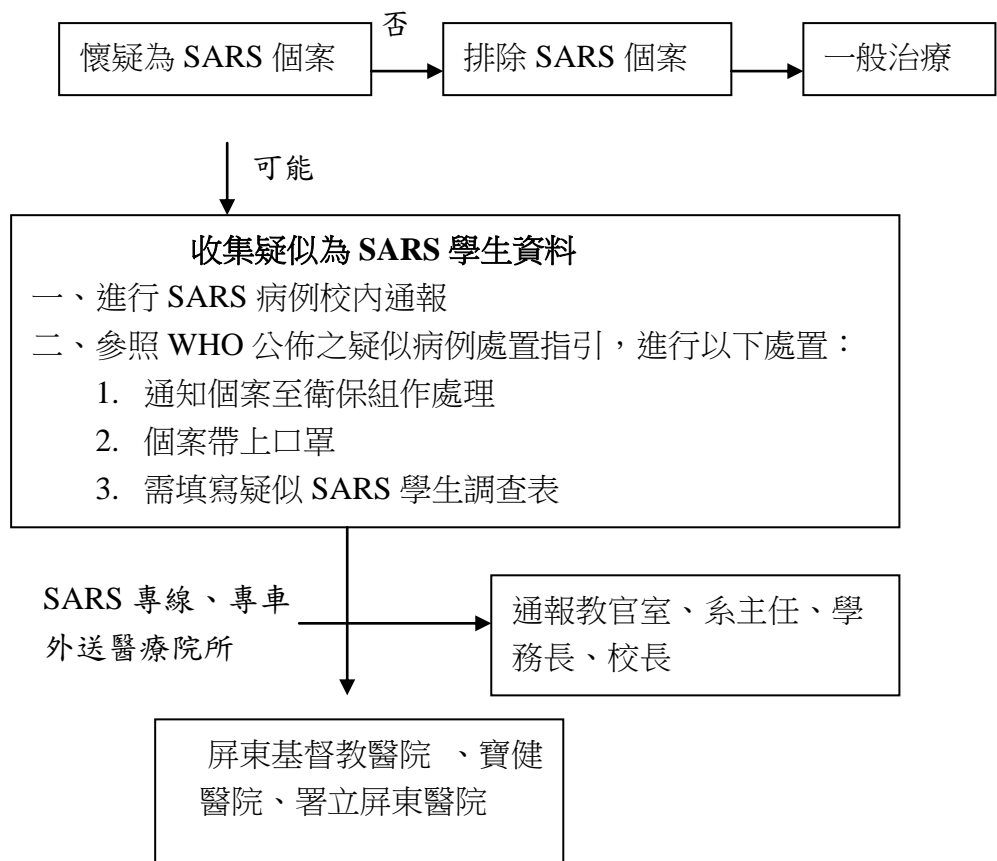 否
懷疑為 SARS 個案
排除 SARS 個案
一般治療
可能
收集疑似為 SARS 學生資料
一、進行 SARS 病例校內通報
二、參照 WHO 公佈之疑似病例處置指引，進行以下處置：
1. 通知個案至衛保組作處理
2. 個案帶上口罩
3. 需填寫疑似 SARS 學生調查表
SARS 專線、專車
外送醫療院所
通報教官室、系主任、學
務長、校長
屏東基督教醫院 、寶健
醫院、署立屏東醫院